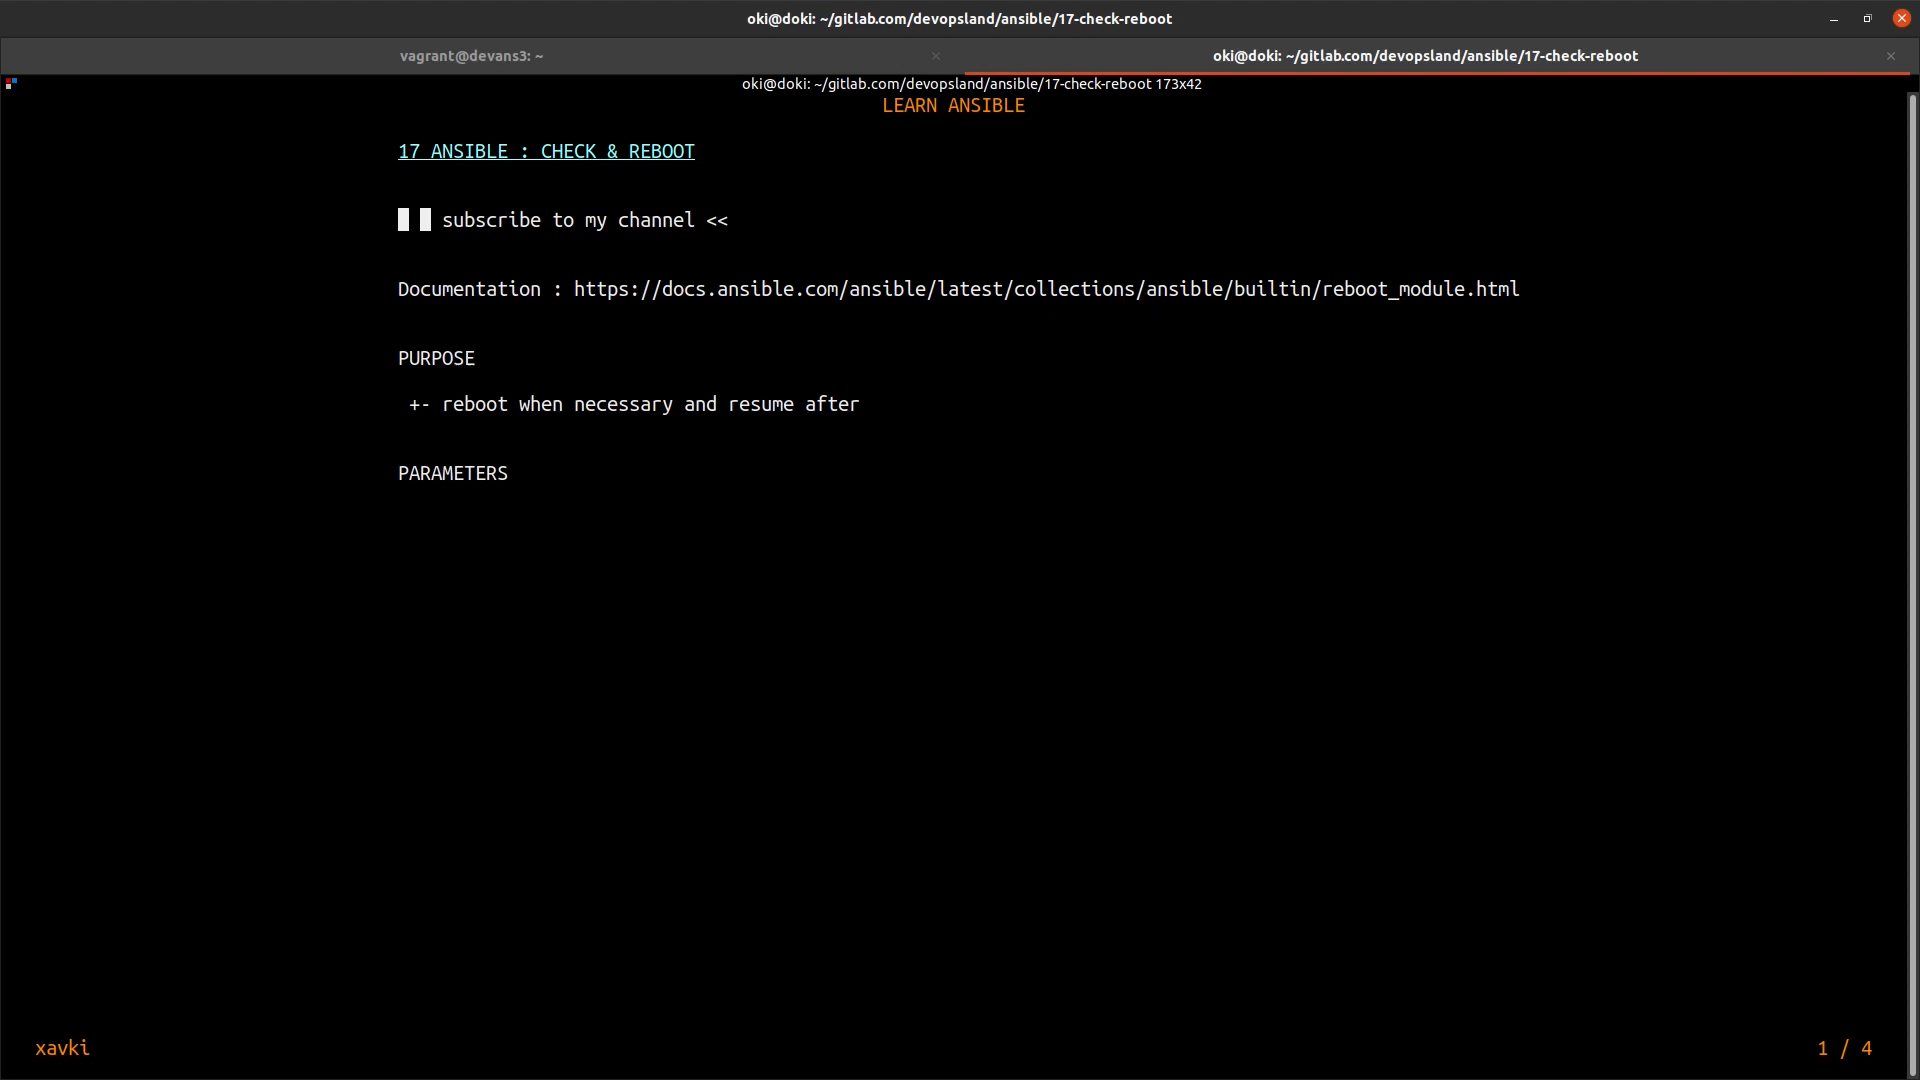 oki@doki: ~/gitlab.com/devopsland/ansible/17-check-reboot
vagrant@devans3: ~
oki@doki: ~/gitlab.com/devopsland/ansible/17-check-reboot
oki@doki: ~/gitlab.com/devopsland/ansible/17-check-reboot 173x42
LEARN ANSIBLE
17 ANSIBLE : CHECK & REBOOT
subscribe to my channel <<
Documentation : https://docs.ansible.com/ansible/latest/collections/ansible/builtin/reboot_module.html
PURPOSE
+- reboot when necessary and resume after
PARAMETERS
xavki
1 / 4